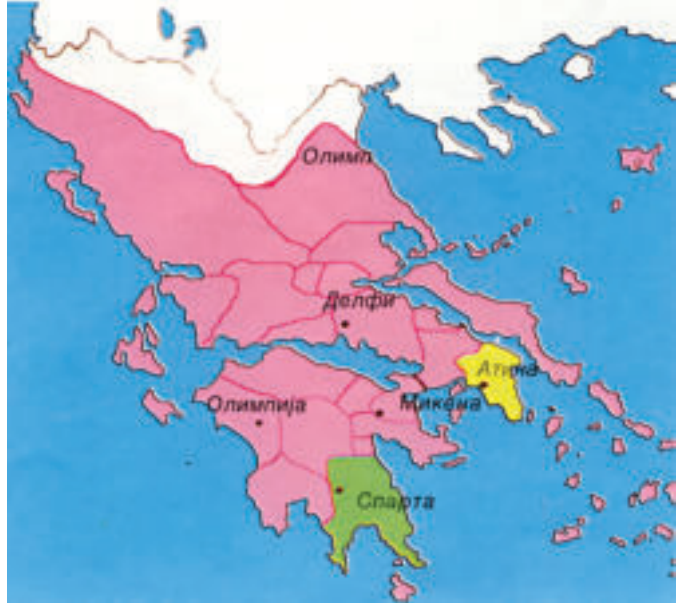 Олимп
Делфи
Атина
Олимпија
Микена
Спарта